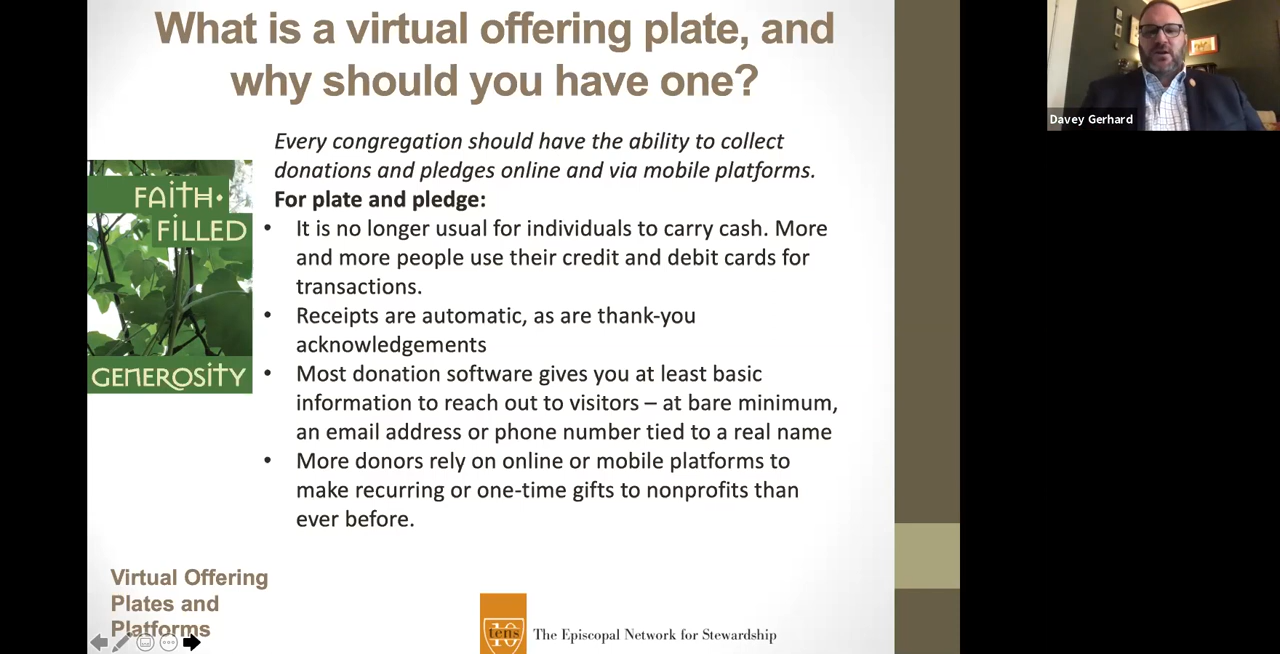 What is a virtual offering plate, and
why should you have one?
Davey Gerhard
Every congregation should have the ability to collect
donations and pledges online and via mobile platforms.
For plate and pledge:
FAITH·
FILLED
GENEROSITY
• It is no longer usual for individuals to carry cash. More
and more people use their credit and debit cards for
transactions.
• Receipts are automatic, as are thank-you
acknowledgements
• Most donation software gives you at least basic
information to reach out to visitors – at bare minimum,
an email address or phone number tied to a real name
• More donors rely on online or mobile platforms to
make recurring or one-time gifts to nonprofits than
ever before.
Virtual Offering
Plates and
Platforms
tens
10
The Episcopal Network for Stewardship